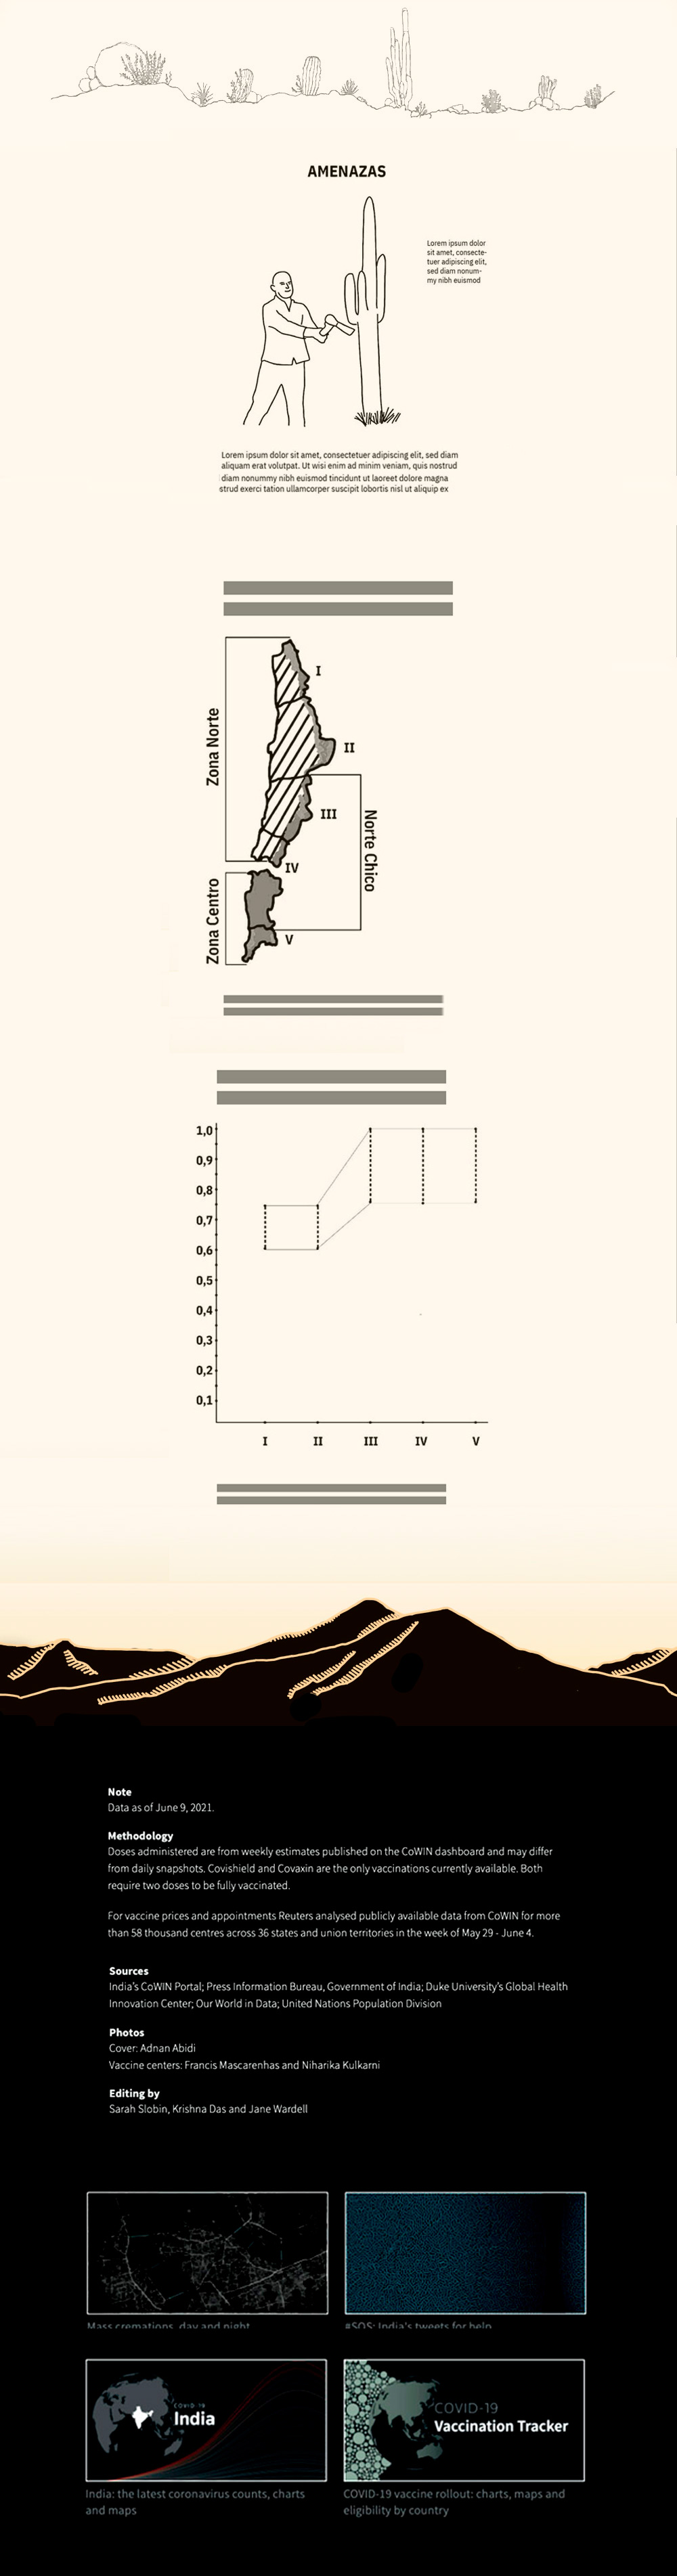 AMENAZAS
Lorem ipsum dolor
sit amet, consecte-
tuer adipiscing elit,
sed diam nonum-
my nibh euismod
Lorem ipsum dolor sit amet, consectetuer adipiscing elit, sed diam
aliquam erat volutpat. Ut wisi enim ad minim veniam, quis nostrud
diam nonummy nibh euismod tincidunt ut laoreet dolore magna
strud exerci tation ullamcorper suscipit lobortis nisl ut aliquip ex
Zona Norte
I
II
III
Norte Chico
IV
Zona Centro
V
1,0
0,9
0,8
0,7
0,6
0,5
0,4
0,3
0,2
0,1
I II III IV V
Note
Data as of June 9, 2021.
Methodology
Doses administered are from weekly estimates published on the CoWIN dashboard and may differ
from daily snapshots. Covishield and Covaxin are the only vaccinations currently available. Both
require two doses to be fully vaccinated.
For vaccine prices and appointments Reuters analysed publicly available data from CoWIN for more
than 58 thousand centres across 36 states and union territories in the week of May 29 - June 4.
Sources
India's CoWIN Portal; Press Information Bureau, Government of India; Duke University's Global Health
Innovation Center; Our World in Data; United Nations Population Division
Photos
Cover: Adnan Abidi
Vaccine centers: Francis Mascarenhas and Niharika Kulkarni
Editing by
Sarah Slobin, Krishna Das and Jane Wardell
Mass cremations, day and night
#SOS: India's tweets for help
COVID-19
India
COVID-19
Vaccination Tracker
India: the latest coronavirus counts, charts
and maps
COVID-19 vaccine rollout: charts, maps and
eligibility by country